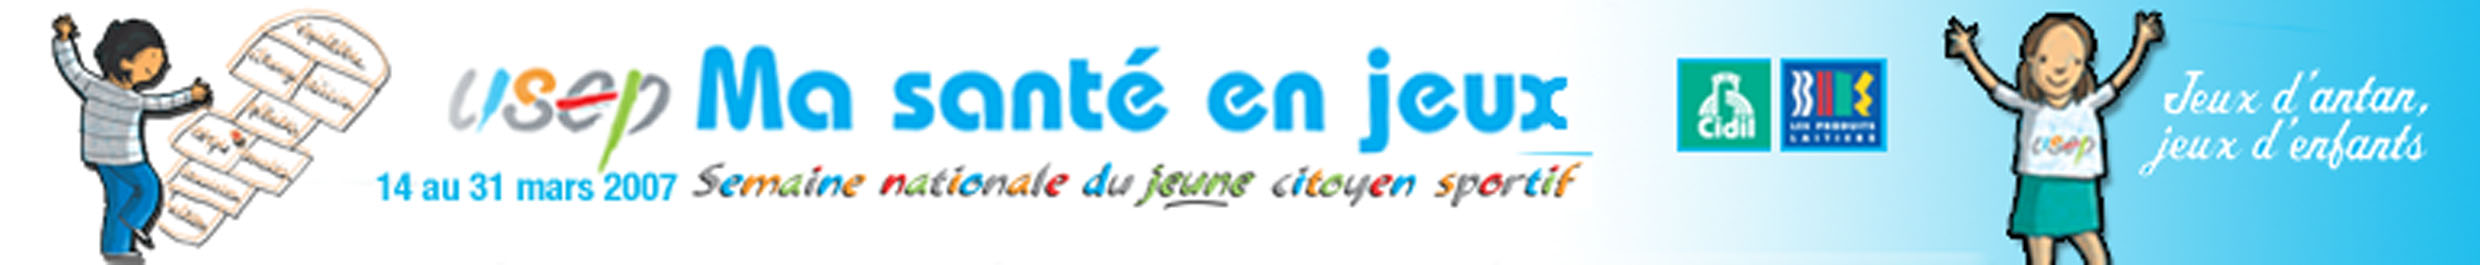 usep Ma santé en jeux
14 au 31 mars 2007 Semaine nationale du jeune citoyen sportif
Cidil
LES PRODUITS
LAITIERS
usep
Jeux d'antan,
jeux d'enfants